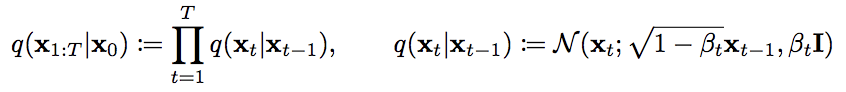 q(x_{1:T}|x_0) := ∏_{t=1}^{T} q(x_t|x_{t−1}), q(x_t|x_{t−1}) := 𝒩(x_t; √(1 − β_t) x_{t−1}, β_t I)